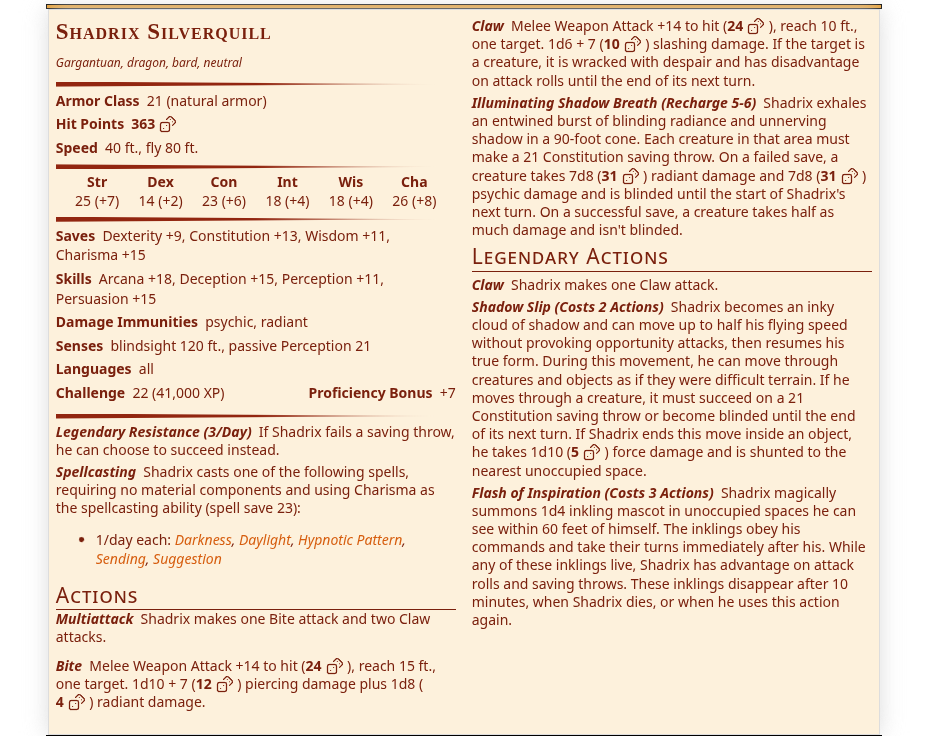 Shadrix Silverquill
Gargantuan, dragon, bard, neutral
Armor Class 21 (natural armor)
Hit Points 363
Speed 40 ft., fly 80 ft.
Str Dex Con Int Wis Cha
25 (+7) 14 (+2) 23 (+6) 18 (+4) 18 (+4) 26 (+8)
Saves Dexterity +9, Constitution +13, Wisdom +11,
Charisma +15
Skills Arcana +18, Deception +15, Perception +11,
Persuasion +15
Damage Immunities psychic, radiant
Senses blindsight 120 ft., passive Perception 21
Languages all
Challenge 22 (41,000 XP) Proficiency Bonus +7
Legendary Resistance (3/Day) If Shadrix fails a saving throw,
he can choose to succeed instead.
Spellcasting Shadrix casts one of the following spells,
requiring no material components and using Charisma as
the spellcasting ability (spell save 23):
• 1/day each: Darkness, Daylight, Hypnotic Pattern,
Sending, Suggestion
Actions
Multiattack Shadrix makes one Bite attack and two Claw
attacks.
Bite Melee Weapon Attack +14 to hit (24 ), reach 15 ft.,
one target. 1d10 + 7 (12 ) piercing damage plus 1d8 (
4 ) radiant damage.
Claw Melee Weapon Attack +14 to hit (24 ), reach 10 ft.,
one target. 1d6 + 7 (10 ) slashing damage. If the target is
a creature, it is wracked with despair and has disadvantage
on attack rolls until the end of its next turn.
Illuminating Shadow Breath (Recharge 5-6) Shadrix exhales
an entwined burst of blinding radiance and unnerving
shadow in a 90-foot cone. Each creature in that area must
make a 21 Constitution saving throw. On a failed save, a
creature takes 7d8 (31 ) radiant damage and 7d8 (31 )
psychic damage and is blinded until the start of Shadrix's
next turn. On a successful save, a creature takes half as
much damage and isn't blinded.
Legendary Actions
Claw Shadrix makes one Claw attack.
Shadow Slip (Costs 2 Actions) Shadrix becomes an inky
cloud of shadow and can move up to half his flying speed
without provoking opportunity attacks, then resumes his
true form. During this movement, he can move through
creatures and objects as if they were difficult terrain. If he
moves through a creature, it must succeed on a 21
Constitution saving throw or become blinded until the end
of its next turn. If Shadrix ends this move inside an object,
he takes 1d10 (5 ) force damage and is shunted to the
nearest unoccupied space.
Flash of Inspiration (Costs 3 Actions) Shadrix magically
summons 1d4 inkling mascot in unoccupied spaces he can
see within 60 feet of himself. The inklings obey his
commands and take their turns immediately after his. While
any of these inklings live, Shadrix has advantage on attack
rolls and saving throws. These inklings disappear after 10
minutes, when Shadrix dies, or when he uses this action
again.